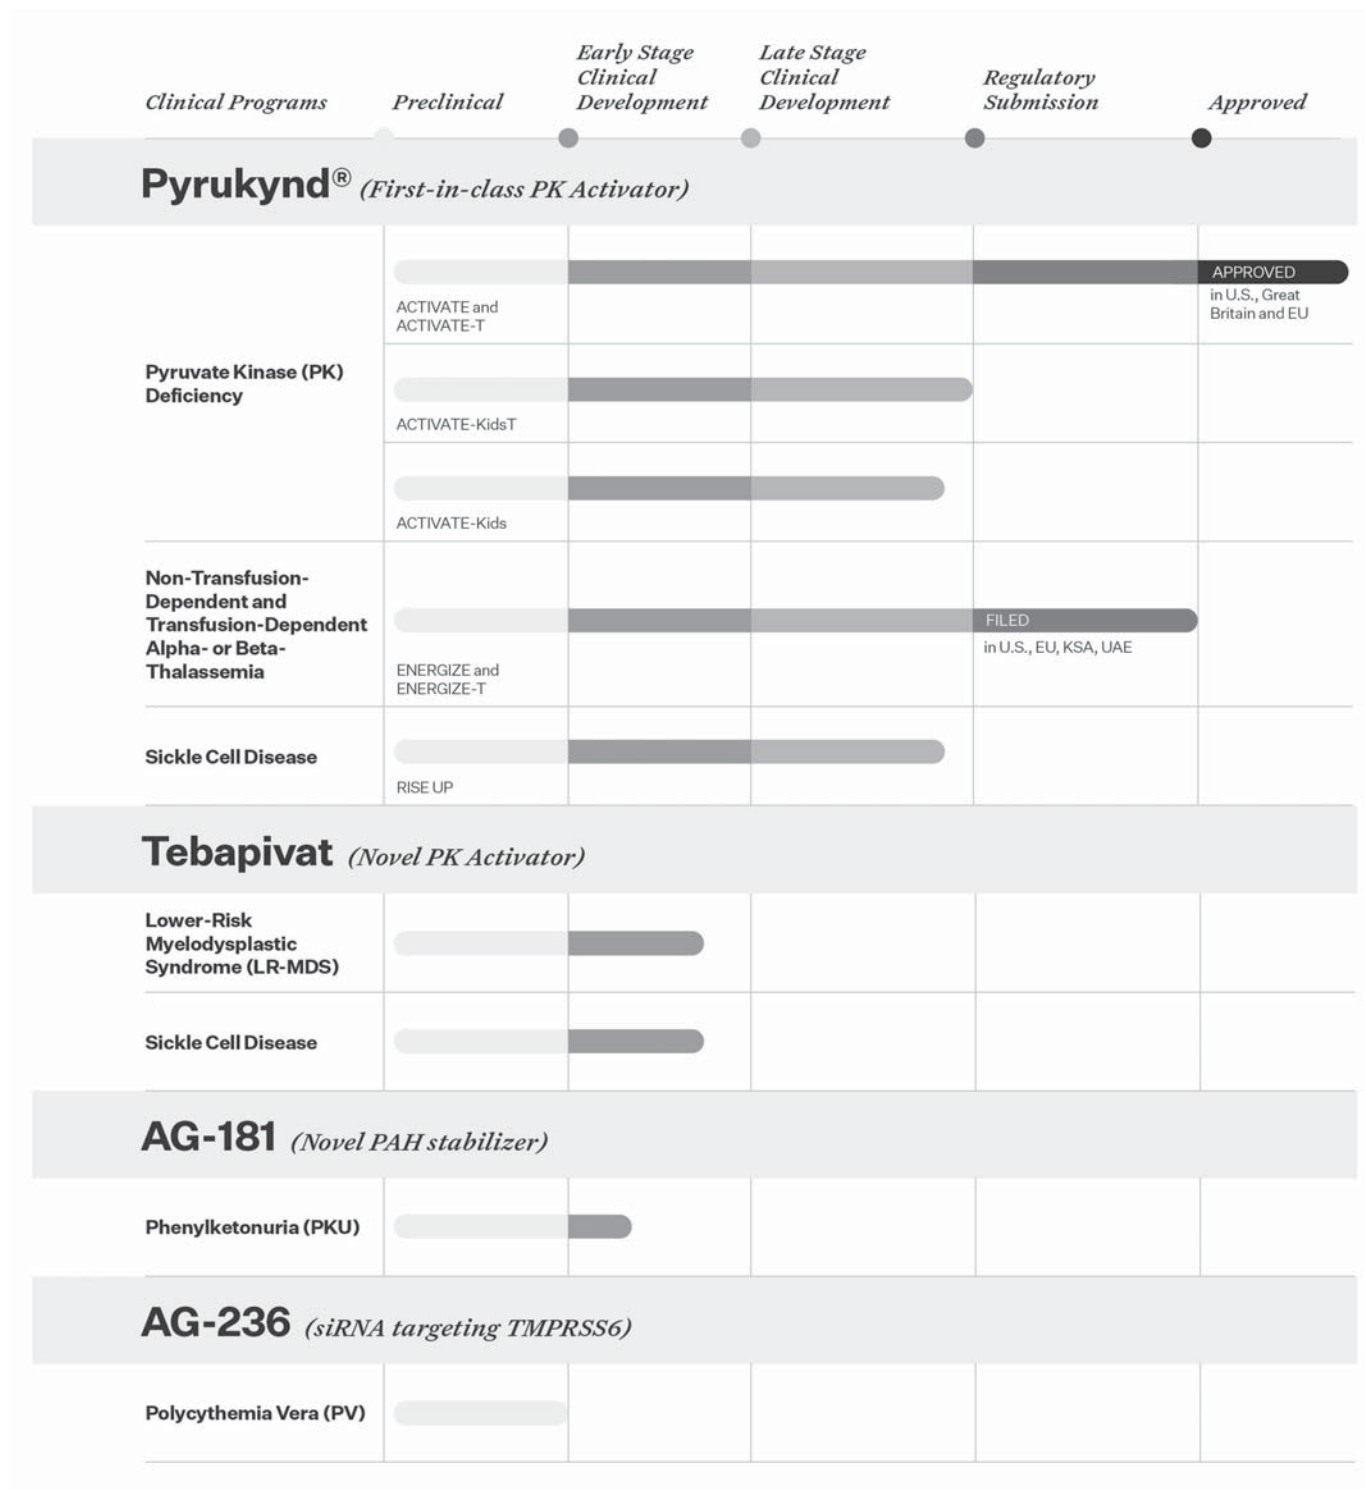 Clinical Programs
Preclinical
Early Stage
Clinical
Development
Late Stage
Clinical
Development
Regulatory
Submission
Approved
Pyrukynd® (First-in-class PK Activator)
Pyruvate Kinase (PK)
Deficiency
ACTIVATE and
ACTIVATE-T
APPROVED
in U.S., Great
Britain and EU
ACTIVATE-KidsT
ACTIVATE-Kids
Non-Transfusion-
Dependent and
Transfusion-Dependent
Alpha- or Beta-
Thalassemia
ENERGIZE and
ENERGIZE-T
FILED
in U.S., EU, KSA, UAE
Sickle Cell Disease
RISE UP
Tebapivat (Novel PK Activator)
Lower-Risk
Myelodysplastic
Syndrome (LR-MDS)
Sickle Cell Disease
AG-181 (Novel PAH stabilizer)
Phenylketonuria (PKU)
AG-236 (siRNA targeting TMPRSS6)
Polycythemia Vera (PV)